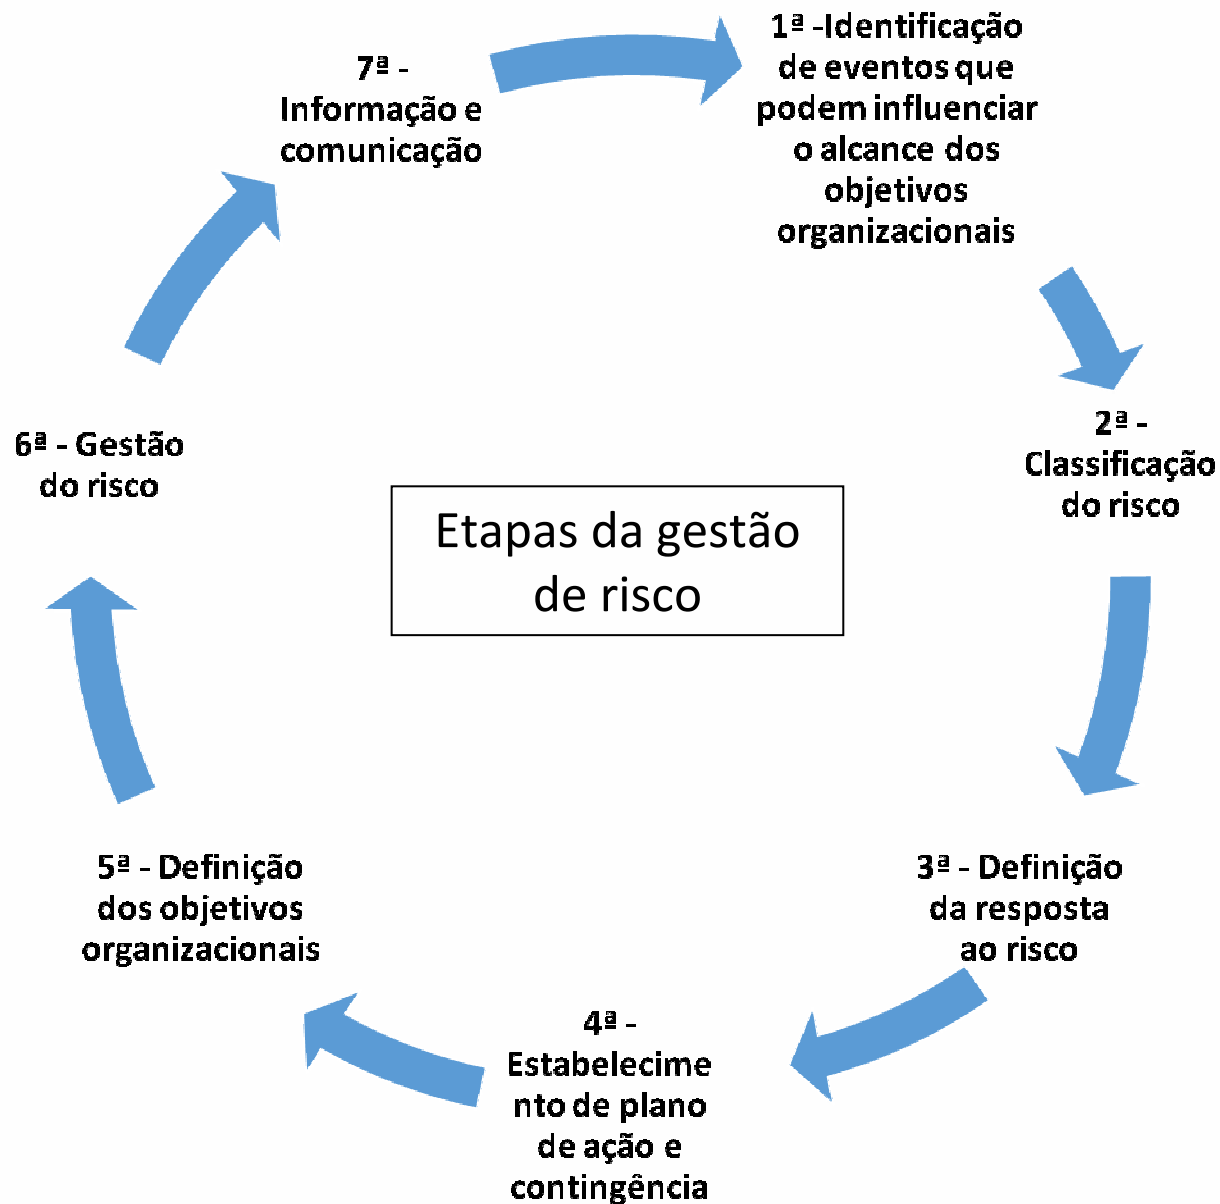 1ª -Identificação
de eventos que
podem influenciar
o alcance dos
objetivos
organizacionais
2ª -
Classificação
do risco
3ª - Definição
da resposta
ao risco
4ª -
Estabelecime
nto de plano
de ação e
contingência
5ª - Definição
dos objetivos
organizacionais
6ª - Gestão
do risco
7ª -
Informação e
comunicação
Etapas da gestão
de risco